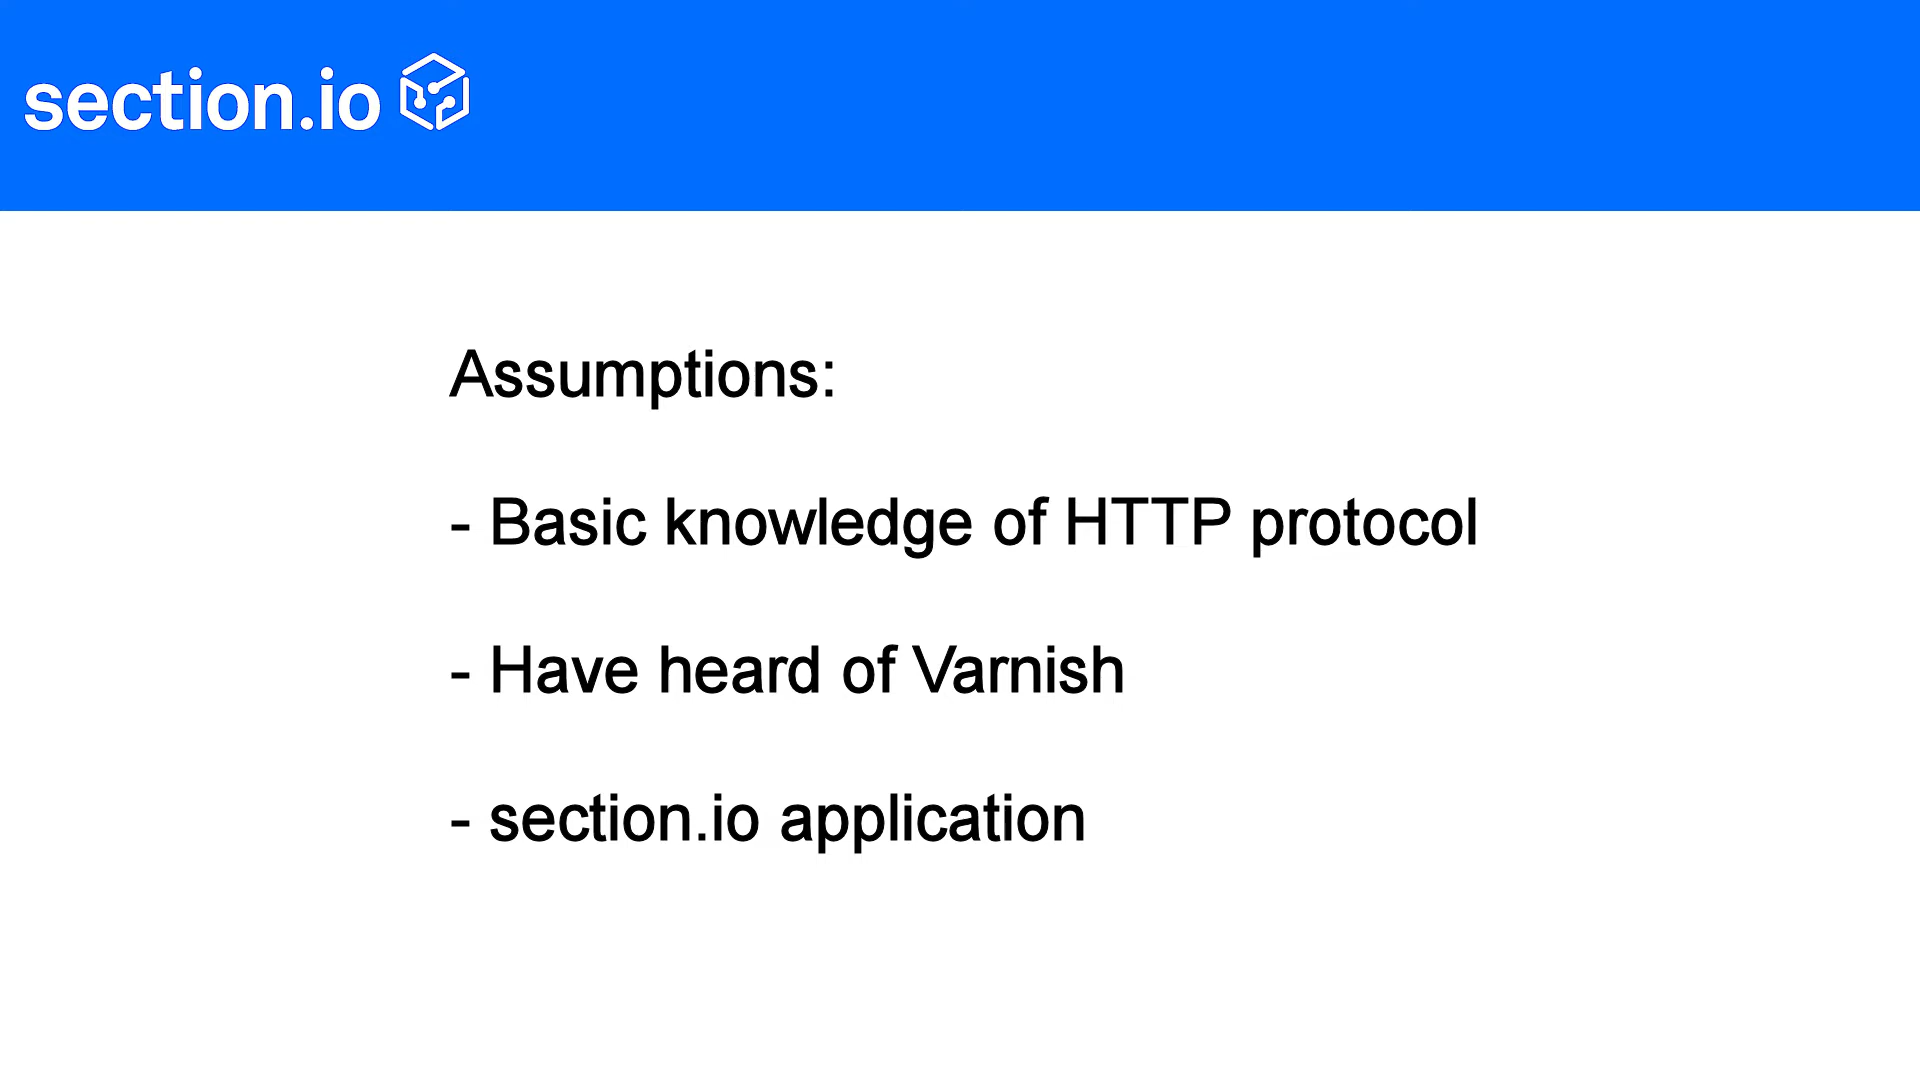 section.io
Assumptions:
- Basic knowledge of HTTP protocol
- Have heard of Varnish
- section.io application